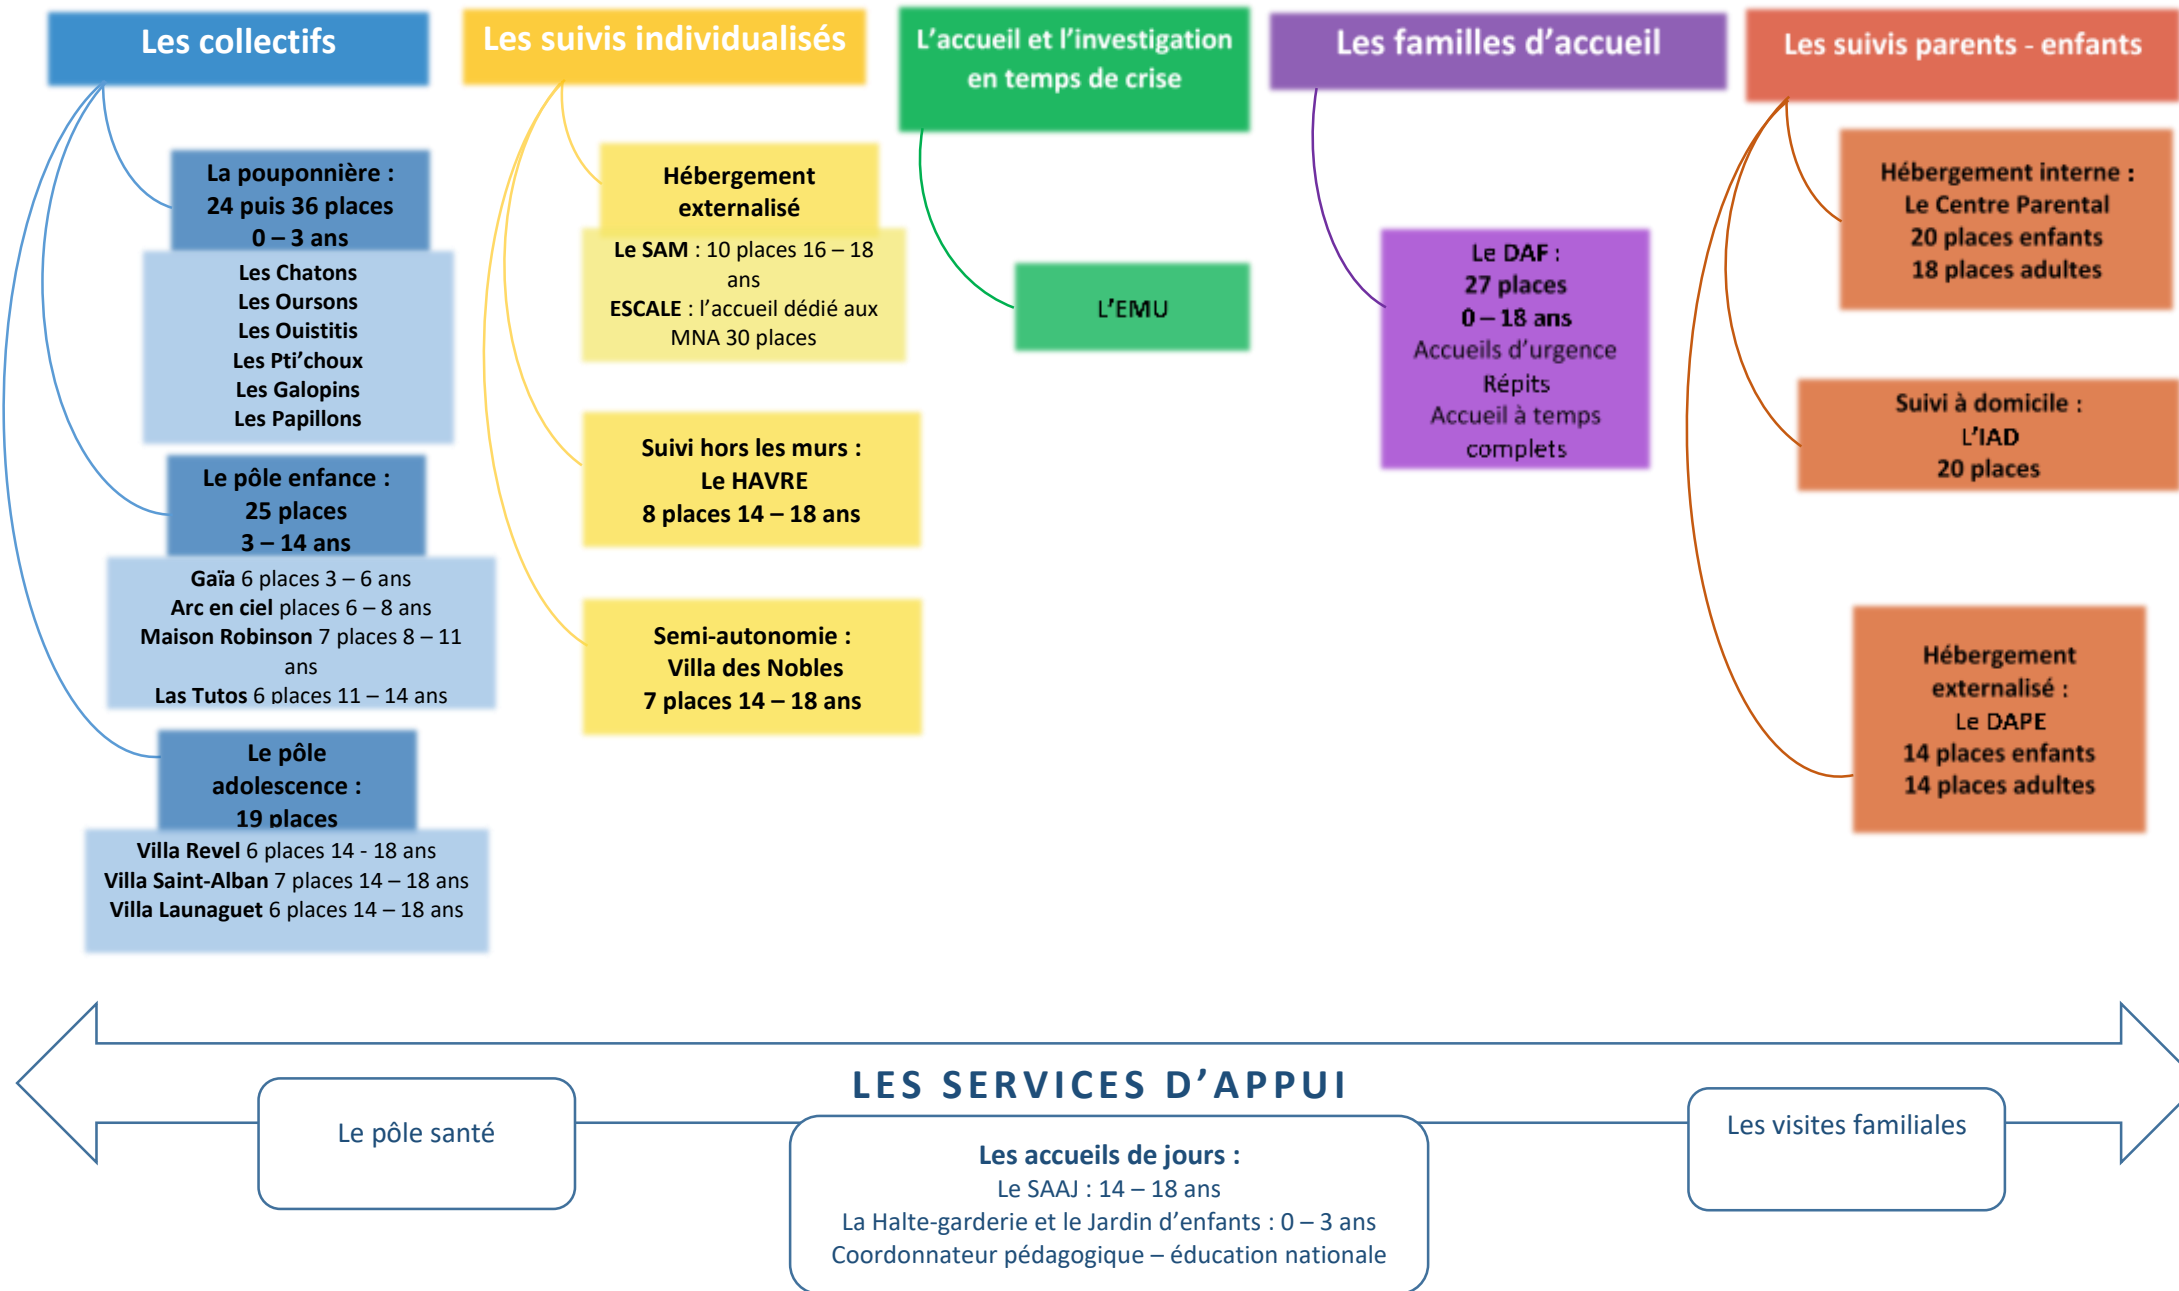 Les collectifs
La pouponnière :
24 puis 36 places
0 – 3 ans
Les Chatons
Les Oursons
Les Ouistitis
Les Pti’choux
Les Galopins
Les Papillons
Le pôle enfance :
25 places
3 – 14 ans
Gaïa 6 places 3 – 6 ans
Arc en ciel places 6 – 8 ans
Maison Robinson 7 places 8 – 11
ans
Las Tutos 6 places 11 – 14 ans
Le pôle
adolescence :
19 places
Villa Revel 6 places 14 - 18 ans
Villa Saint-Alban 7 places 14 – 18 ans
Villa Launaguet 6 places 14 – 18 ans
Les suivis individualisés
Hébergement
externalisé
Le SAM : 10 places 16 – 18
ans
ESCALE : l’accueil dédié aux
MNA 30 places
Suivi hors les murs :
Le HAVRE
8 places 14 – 18 ans
Semi-autonomie :
Villa des Nobles
7 places 14 – 18 ans
L’accueil et l’investigation
en temps de crise
L’EMU
Les familles d’accueil
Le DAF :
27 places
0 – 18 ans
Accueils d’urgence
Répits
Accueil à temps
complets
Les suivis parents - enfants
Hébergement interne :
Le Centre Parental
20 places enfants
18 places adultes
Suivi à domicile :
L’IAD
20 places
Hébergement
externalisé :
Le DAPE
14 places enfants
14 places adultes
LES SERVICES D’APPUI
Le pôle santé
Les accueils de jours :
Le SAAJ : 14 – 18 ans
La Halte-garderie et le Jardin d’enfants : 0 – 3 ans
Coordonnateur pédagogique – éducation nationale
Les visites familiales